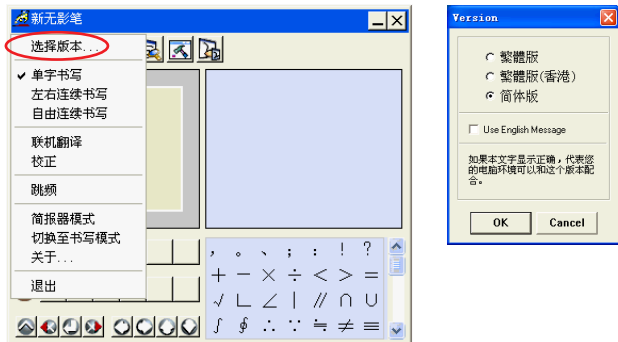 新无影笔
选择版本...
单字书写
左右连续书写
自由连续书写
联机翻译
校正
跳频
简报器模式
切换至书写模式
关于...
退出
, 。 、 ; : ! ?
+ - × ÷ < > =
√ ∟ ∠ | // ∩ ∪
∫ ∮ ∴ ∵ ≒ ≠ ≡
Version
繁體版
繁體版(香港)
简体版
Use English Message
如果本文字显示正确，代表您
的电脑环境可以和这个版本配
合。
OK Cancel